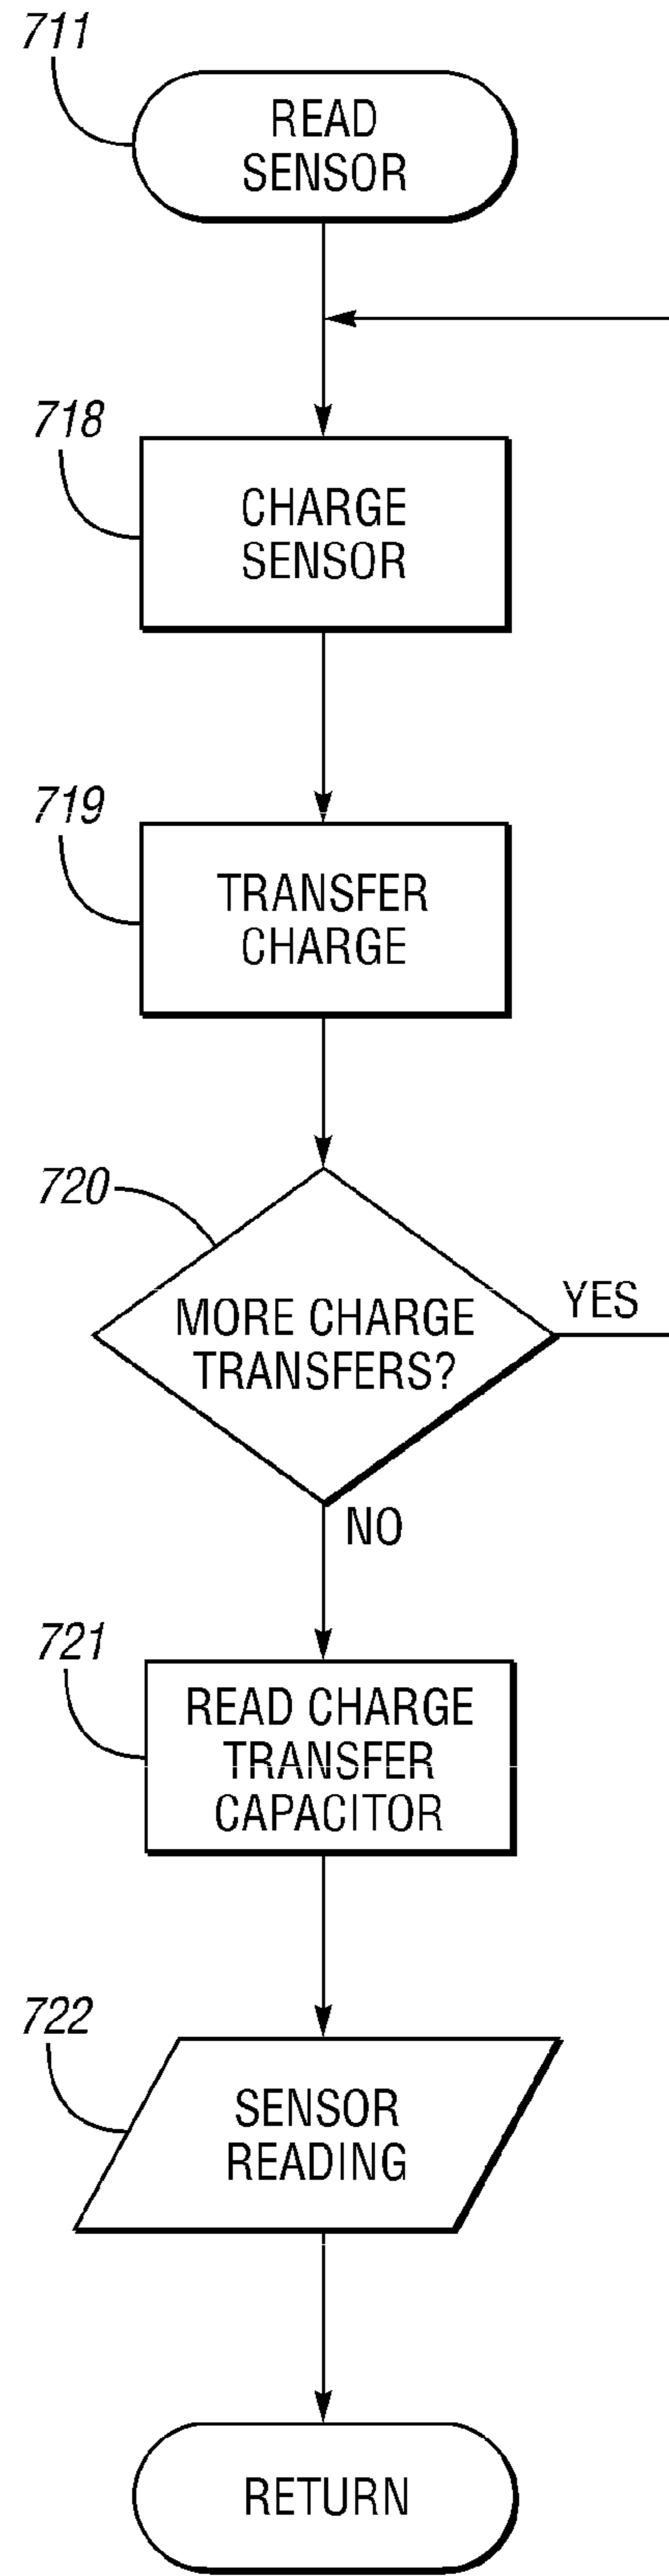 711
READ
SENSOR
718
CHARGE
SENSOR
719
TRANSFER
CHARGE
720
MORE CHARGE
TRANSFERS?
YES
NO
721
READ CHARGE
TRANSFER
CAPACITOR
722
SENSOR
READING
RETURN